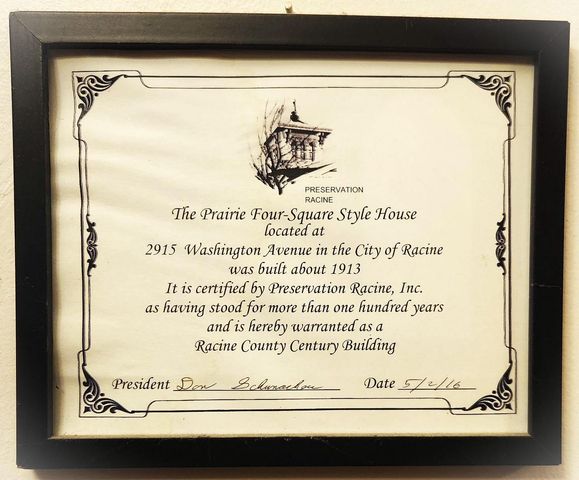 PRESERVATION
RACINE
The Prairie Four-Square Style House
located at
2915 Washington Avenue in the City of Racine
was built about 1913
It is certified by Preservation Racine, Inc.
as having stood for more than one hundred years
and is hereby warranted as a
Racine County Century Building
President Don Date 5/2/16